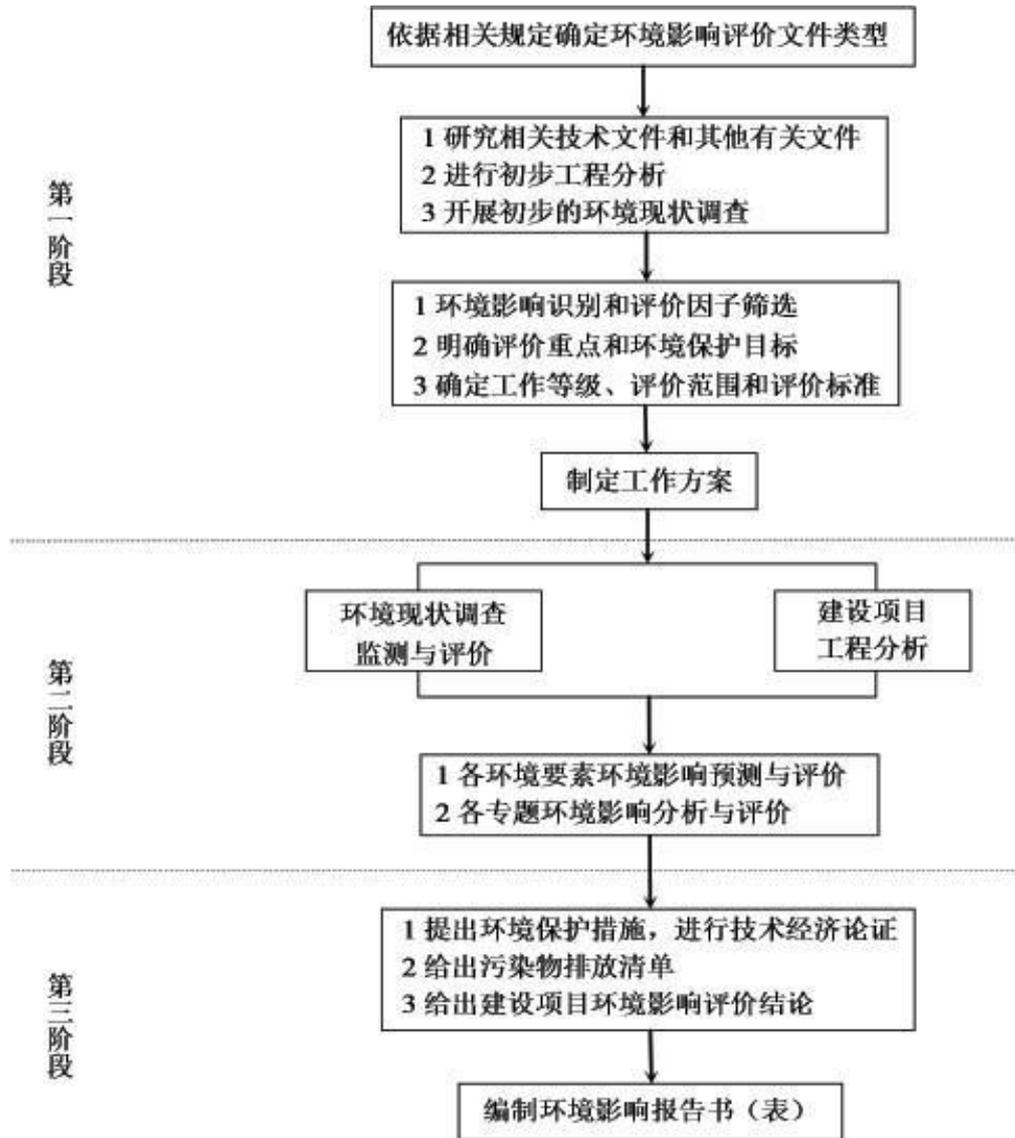 依据相关规定确定环境影响评价文件类型
1 研究相关技术文件和其他有关文件
2 进行初步工程分析
3 开展初步的环境现状调查
第一阶段
1 环境影响识别和评价因子筛选
2 明确评价重点和环境保护目标
3 确定工作等级、评价范围和评价标准
制定工作方案
环境现状调查
监测与评价
建设项目
工程分析
第二阶段
1 各环境要素环境影响预测与评价
2 各专题环境影响分析与评价
1 提出环境保护措施，进行技术经济论证
2 给出污染物排放清单
3 给出建设项目环境影响评价结论
第三阶段
编制环境影响报告书（表）